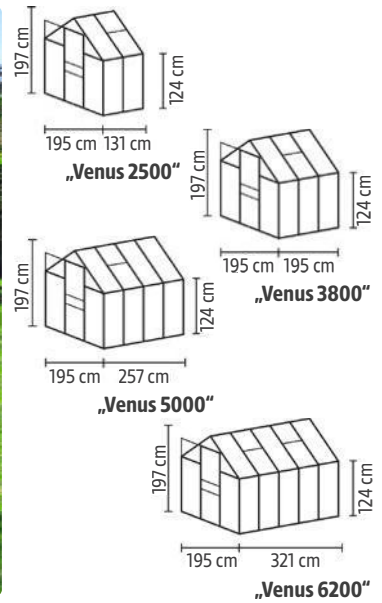 197 cm
124 cm
195 cm 131 cm
„Venus 2500“
197 cm
124 cm
195 cm 195 cm
„Venus 3800“
197 cm
124 cm
195 cm 257 cm
„Venus 5000“
197 cm
124 cm
195 cm 321 cm
„Venus 6200“